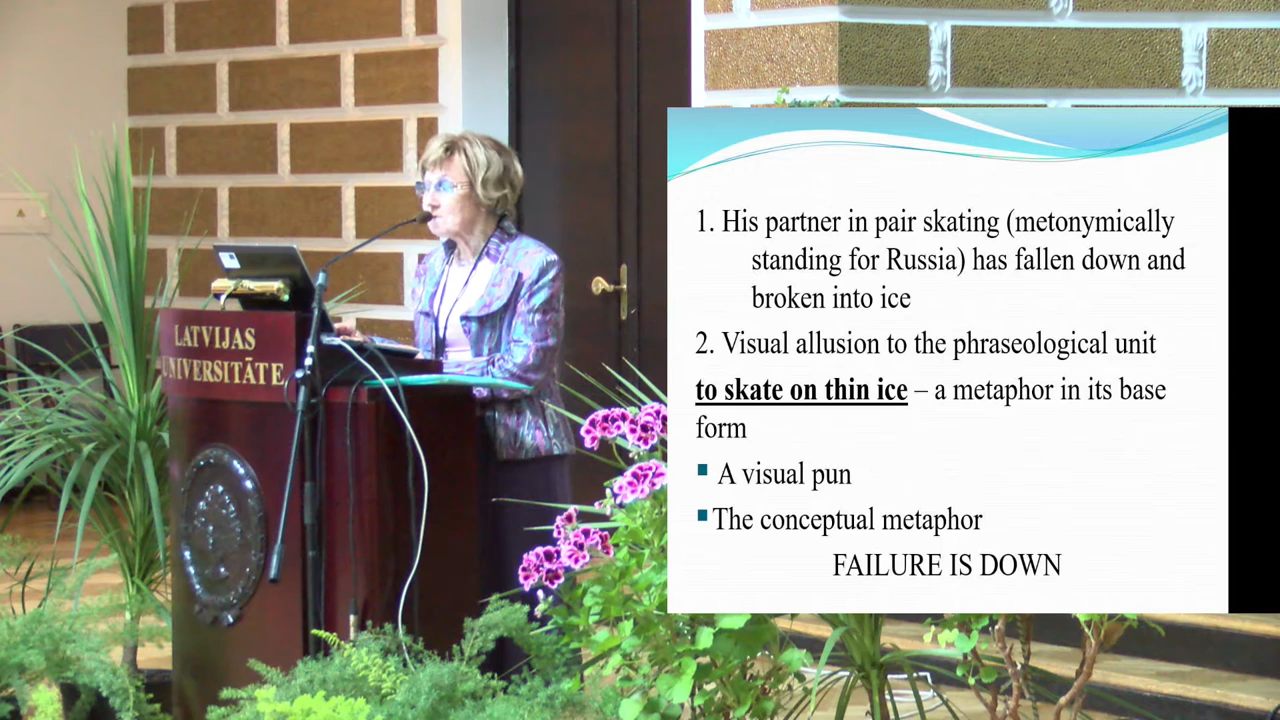 LATVIJAS
UNIVERSITĀTE
1. His partner in pair skating (metonymically
standing for Russia) has fallen down and
broken into ice
2. Visual allusion to the phraseological unit
to skate on thin ice – a metaphor in its base
form
A visual pun
The conceptual metaphor
FAILURE IS DOWN